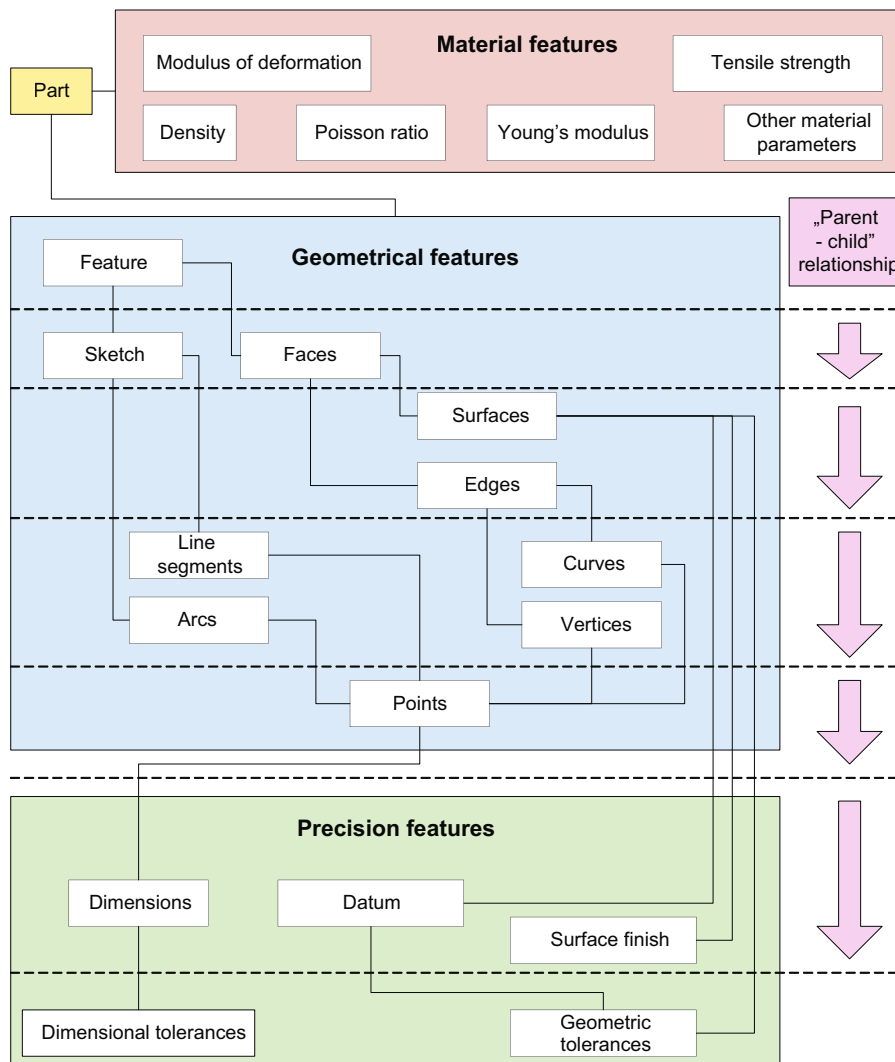 Material features
Modulus of deformation
Tensile strength
Part
Density
Poisson ratio
Young's modulus
Other material
parameters
„Parent
- child”
relationship
Geometrical features
Feature
Sketch
Faces
Surfaces
Edges
Line
segments
Curves
Arcs
Vertices
Points
Precision features
Dimensions
Datum
Surface finish
Dimensional tolerances
Geometric
tolerances